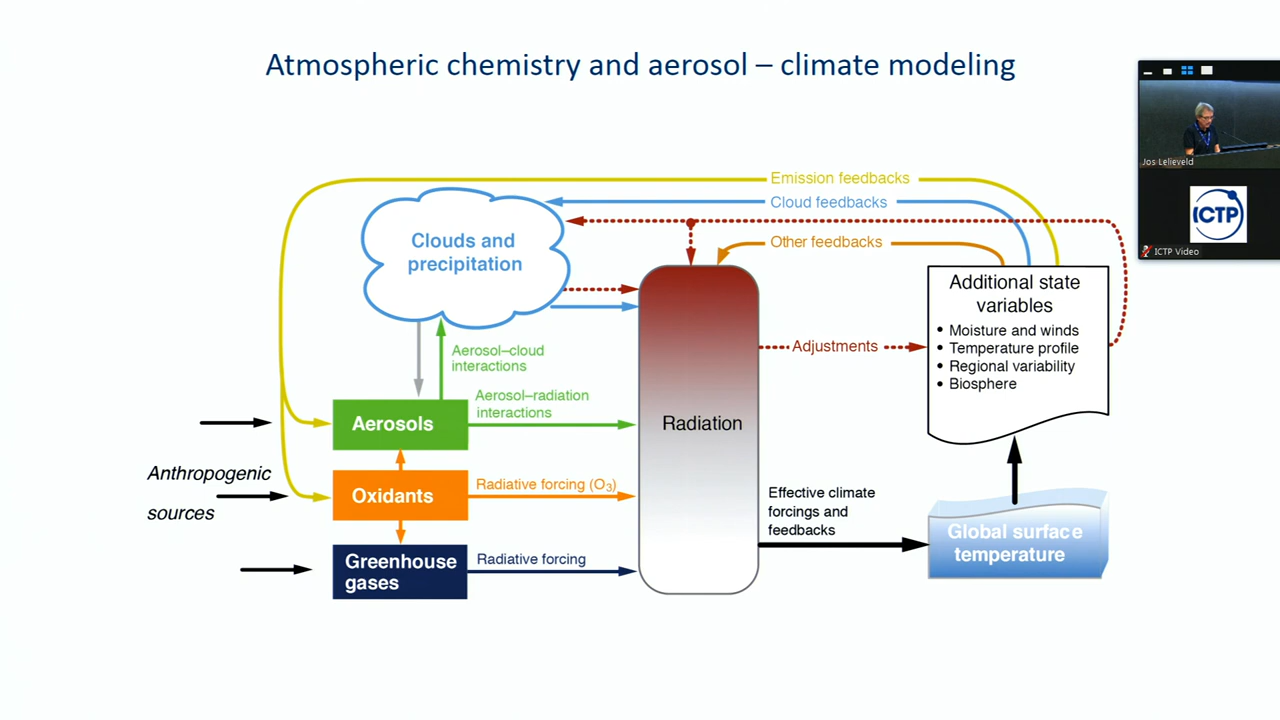 Atmospheric chemistry and aerosol – climate modeling
Jos Lelieveld
ICTP
ICTP Video
Emission feedbacks
Cloud feedbacks
Other feedbacks
Clouds and
precipitation
Additional state
variables
• Moisture and winds
• Temperature profile
• Regional variability
• Biosphere
Adjustments
Aerosol–cloud
interactions
Aerosol–radiation
interactions
Aerosols
Radiation
Anthropogenic
sources
Oxidants
Radiative forcing (O₃)
Effective climate
forcings and
feedbacks
Global surface
temperature
Greenhouse
gases
Radiative forcing